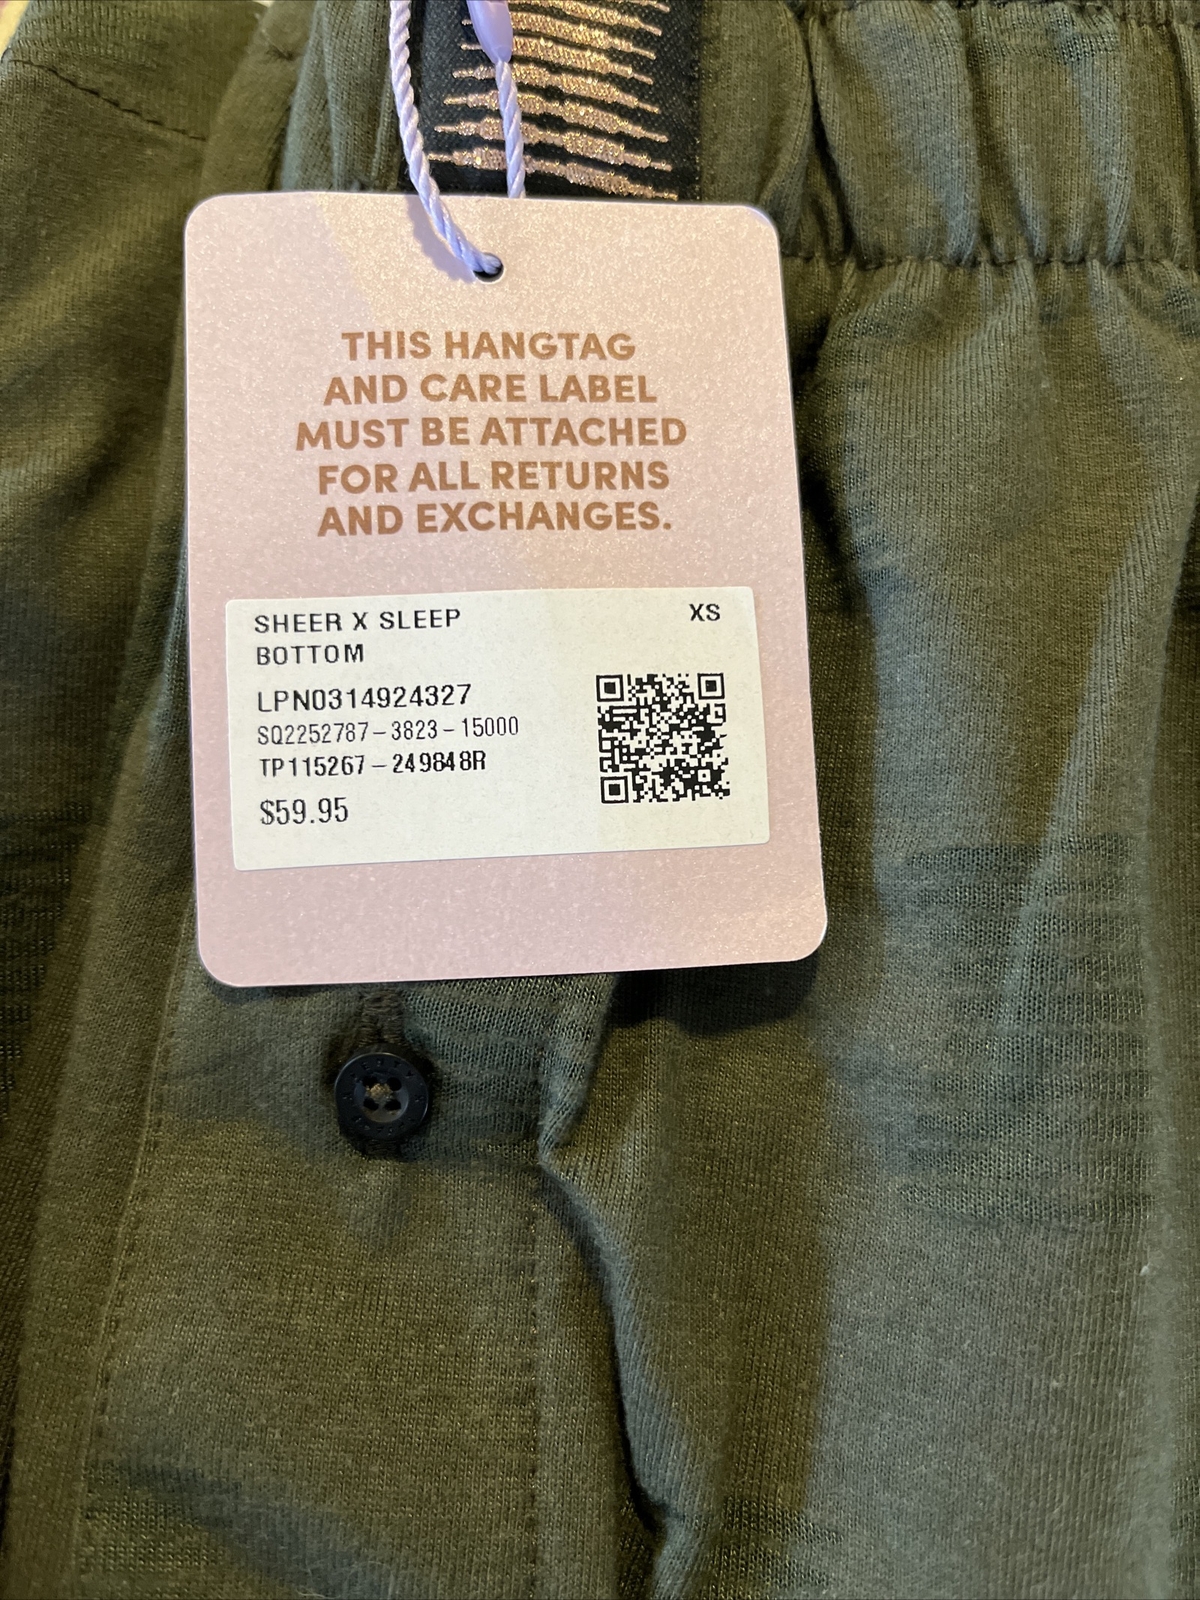 THIS HANGTAG
AND CARE LABEL
MUST BE ATTACHED
FOR ALL RETURNS
AND EXCHANGES.
SHEER X SLEEP XS
BOTTOM
LPN0314924327
SQ2252787-3823-15000
TP115267-249848R
$59.95